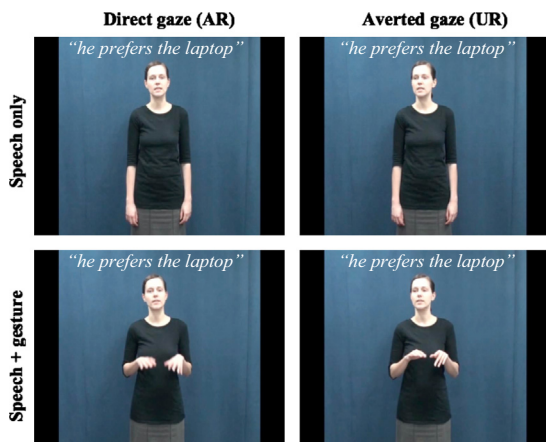 Direct gaze (AR)
Averted gaze (UR)
Speech only
“he prefers the laptop”
“he prefers the laptop”
Speech + gesture
“he prefers the laptop”
“he prefers the laptop”